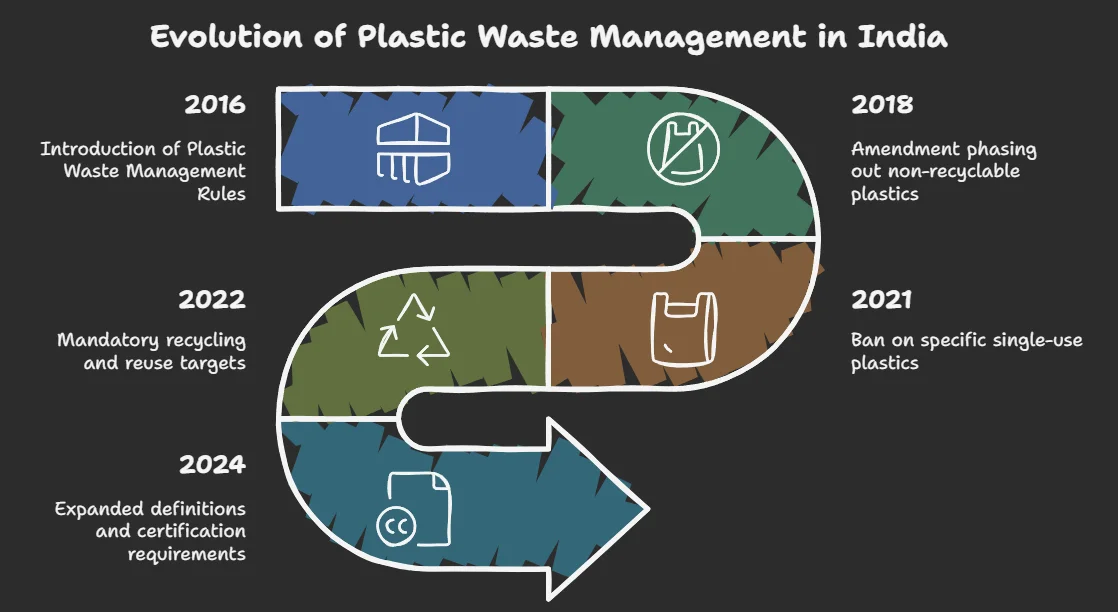 Evolution of Plastic Waste Management in India
2016
Introduction of Plastic
Waste Management
Rules
2018
Amendment phasing
out non-recyclable
plastics
2021
Ban on specific single-use
plastics
2022
Mandatory recycling
and reuse targets
2024
Expanded definitions
and certification
requirements
CC